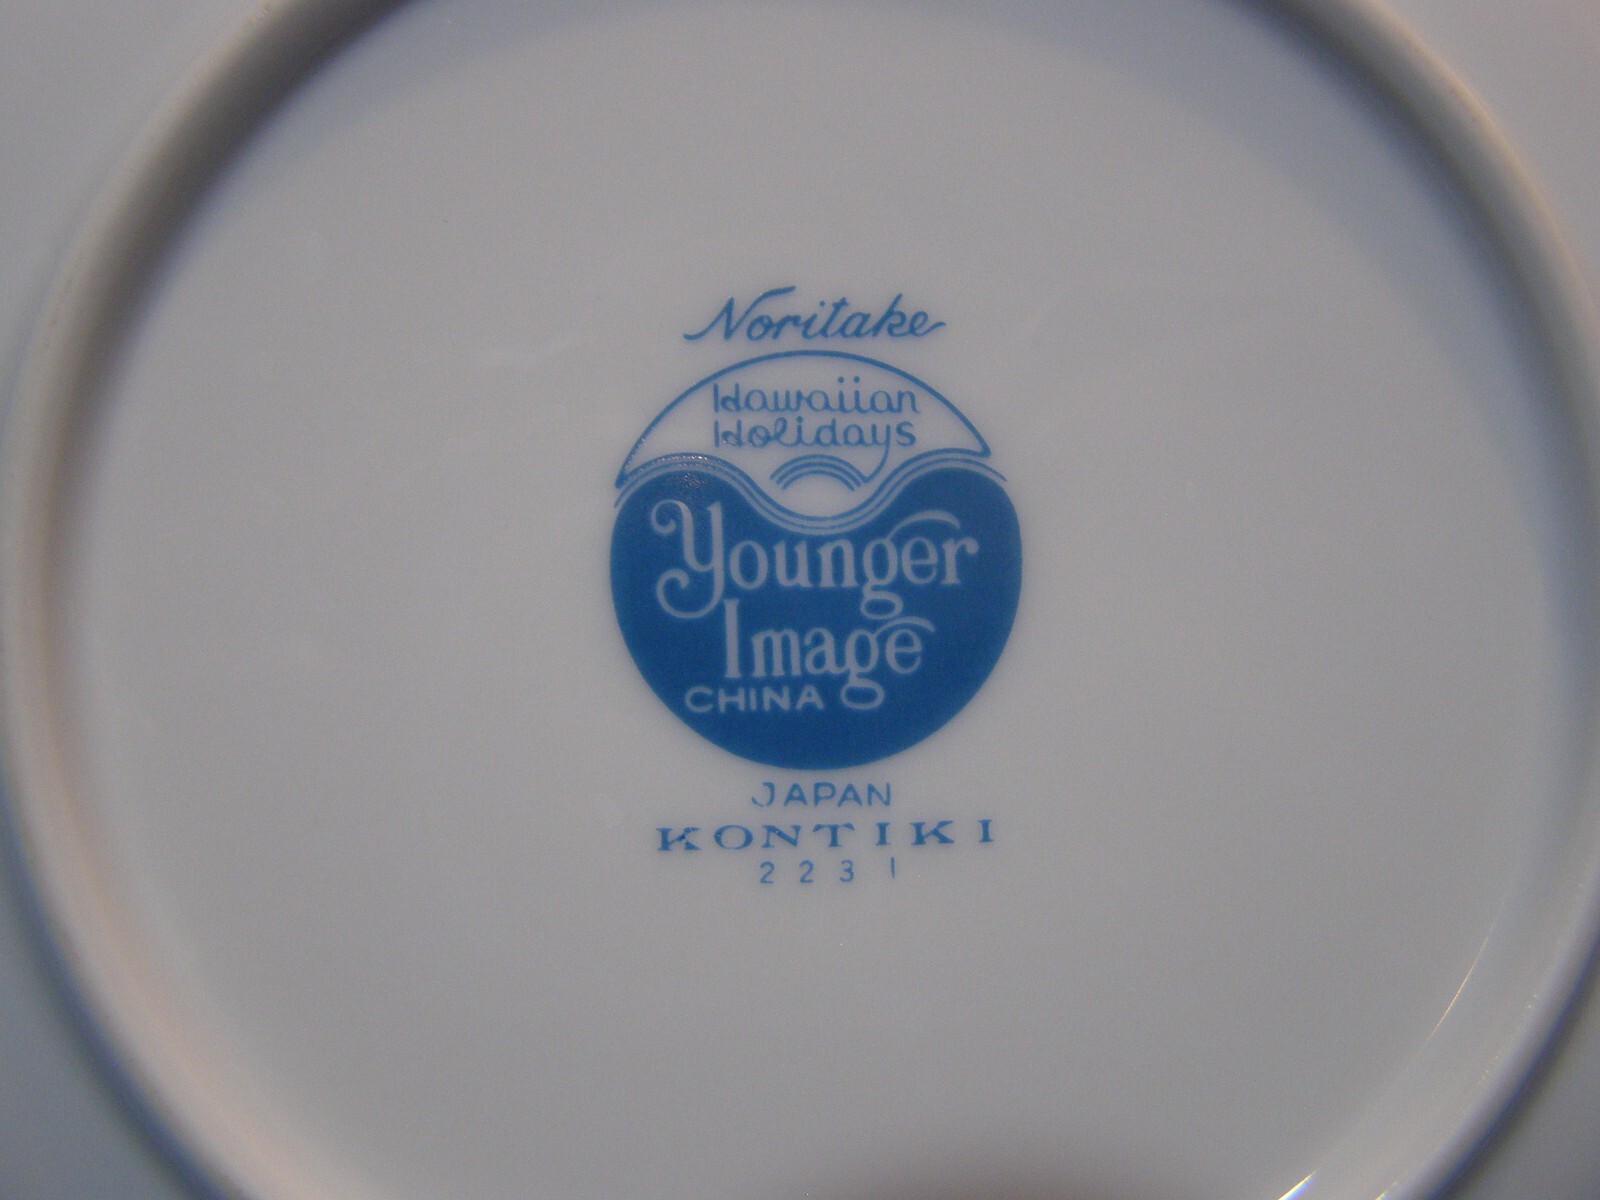 Noritake
Hawaiian
Holidays
Younger
Image
CHINA
JAPAN
KONTIKI
2231